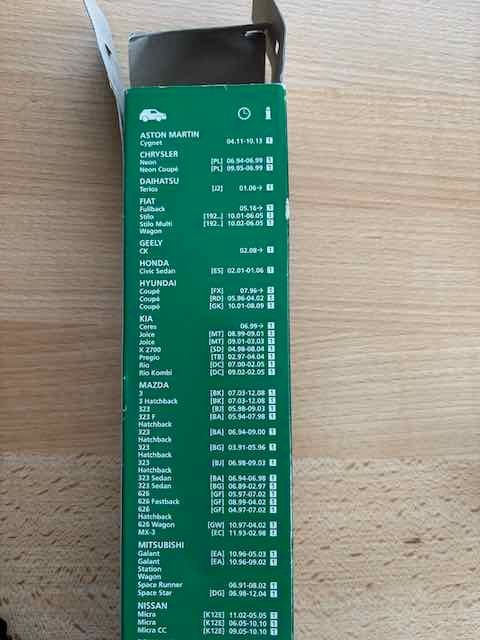 ASTON MARTIN
Cygnet 04.11-10.13 1
CHRYSLER
Neon [PL] 06.94-06.99 1
Neon Coupé [PL] 09.05-06.99 1
DAIHATSU
Terios [J2] 01.06→ 1
FIAT
Fullback 05.16→
Stilo [192..] 10.01-06.05
Stilo Multi [192..] 10.02-06.05
Wagon
GEELY
CK 02.08→ 1
HONDA
Civic Sedan [ES] 02.01-01.06
HYUNDAI
Coupé [FX] 07.96→
Coupé [RD] 05.96-04.02
Coupé [GK] 10.01-08.09
KIA
Ceres 06.99→
Joice [MT] 08.99-09.01
Joice [MT] 09.01-03.03
K 2700 [SD] 04.98-08.04
Pregio [TB] 02.97-04.04
Rio [DC] 07.00-02.05
Rio Kombi [DC] 09.02-02.05
MAZDA
3 [BK] 07.03-12.08
3 Hatchback [BK] 07.03-12.08
323 [BJ] 05.98-09.03
323 F [BA] 05.94-07.98
Hatchback
323 [BA] 06.94-09.00
Hatchback
323 [BG] 03.91-05.96
Hatchback
323 [BJ] 06.98-09.03
Hatchback
323 Sedan [BA] 06.94-06.98
323 Sedan [BG] 06.89-02.97
626 [GF] 05.97-07.02
626 Fastback [GF] 08.99-04.02
626 [GF] 04.97-07.02
Hatchback
626 Wagon [GW] 10.97-04.02
MX-3 [EC] 11.93-02.98
MITSUBISHI
Galant [EA] 10.96-05.03
Galant [EA] 10.96-09.02
Station
Wagon
Space Runner 06.91-08.02
Space Star [DG] 06.98-12.04
NISSAN
Micra [K12E] 11.02-05.05
Micra [K12E] 06.05-10.10
Micra CC [K12E] 09.05-10.10